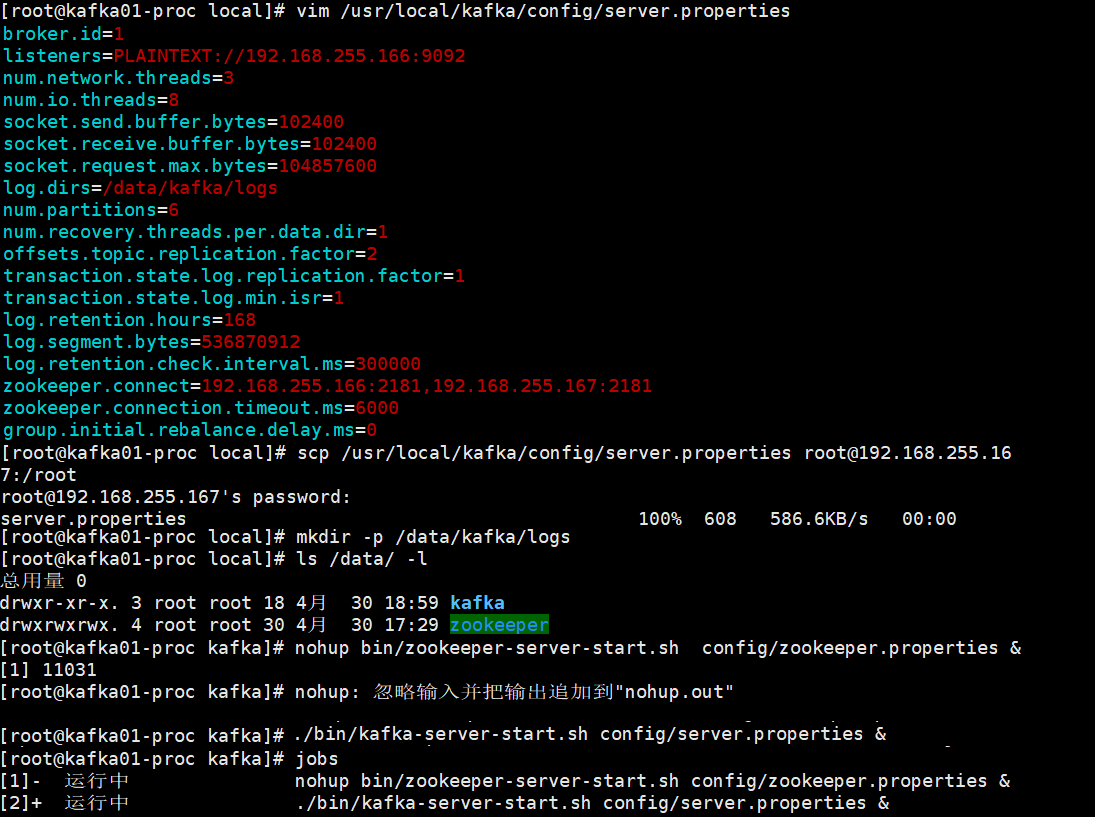 [root@kafka01-proc local]# vim /usr/local/kafka/config/server.properties
broker.id=1
listeners=PLAINTEXT://192.168.255.166:9092
num.network.threads=3
num.io.threads=8
socket.send.buffer.bytes=102400
socket.receive.buffer.bytes=102400
socket.request.max.bytes=104857600
log.dirs=/data/kafka/logs
num.partitions=6
num.recovery.threads.per.data.dir=1
offsets.topic.replication.factor=2
transaction.state.log.replication.factor=1
transaction.state.log.min.isr=1
log.retention.hours=168
log.segment.bytes=536870912
log.retention.check.interval.ms=300000
zookeeper.connect=192.168.255.166:2181,192.168.255.167:2181
zookeeper.connection.timeout.ms=6000
group.initial.rebalance.delay.ms=0
[root@kafka01-proc local]# scp /usr/local/kafka/config/server.properties root@192.168.255.16
7:/root
root@192.168.255.167's password:
server.properties 100% 608 586.6KB/s 00:00
[root@kafka01-proc local]# mkdir -p /data/kafka/logs
[root@kafka01-proc local]# ls /data/ -l
总用量 0
drwxr-xr-x. 3 root root 18 4月 30 18:59 kafka
drwxrwxrwx. 4 root root 30 4月 30 17:29 zookeeper
[root@kafka01-proc kafka]# nohup bin/zookeeper-server-start.sh  config/zookeeper.properties &
[1] 11031
[root@kafka01-proc kafka]# nohup: 忽略输入并把输出追加到"nohup.out"
[root@kafka01-proc kafka]# ./bin/kafka-server-start.sh config/server.properties &
[root@kafka01-proc kafka]# jobs
[1]- 运行中 nohup bin/zookeeper-server-start.sh config/zookeeper.properties &
[2]+ 运行中 ./bin/kafka-server-start.sh config/server.properties &